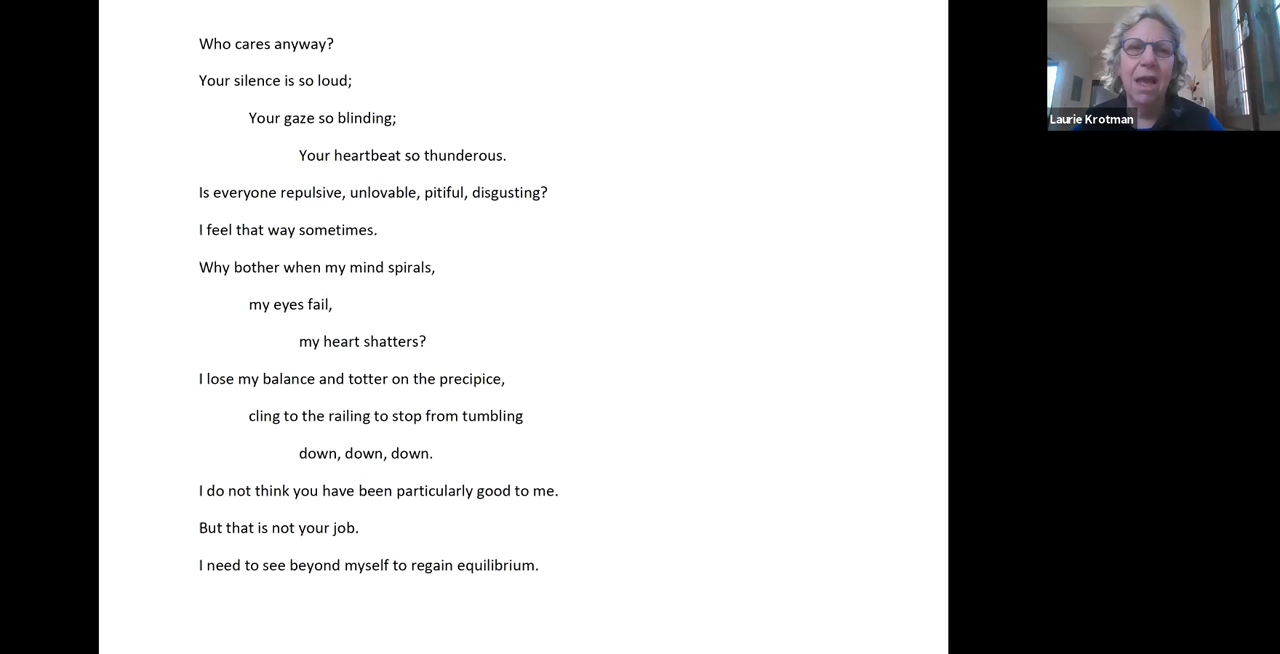 Who cares anyway?
Your silence is so loud;
Your gaze so blinding;
Your heartbeat so thunderous.
Is everyone repulsive, unlovable, pitiful, disgusting?
I feel that way sometimes.
Why bother when my mind spirals,
my eyes fail,
my heart shatters?
I lose my balance and totter on the precipice,
cling to the railing to stop from tumbling
down, down, down.
I do not think you have been particularly good to me.
But that is not your job.
I need to see beyond myself to regain equilibrium.
Laurie Krotman